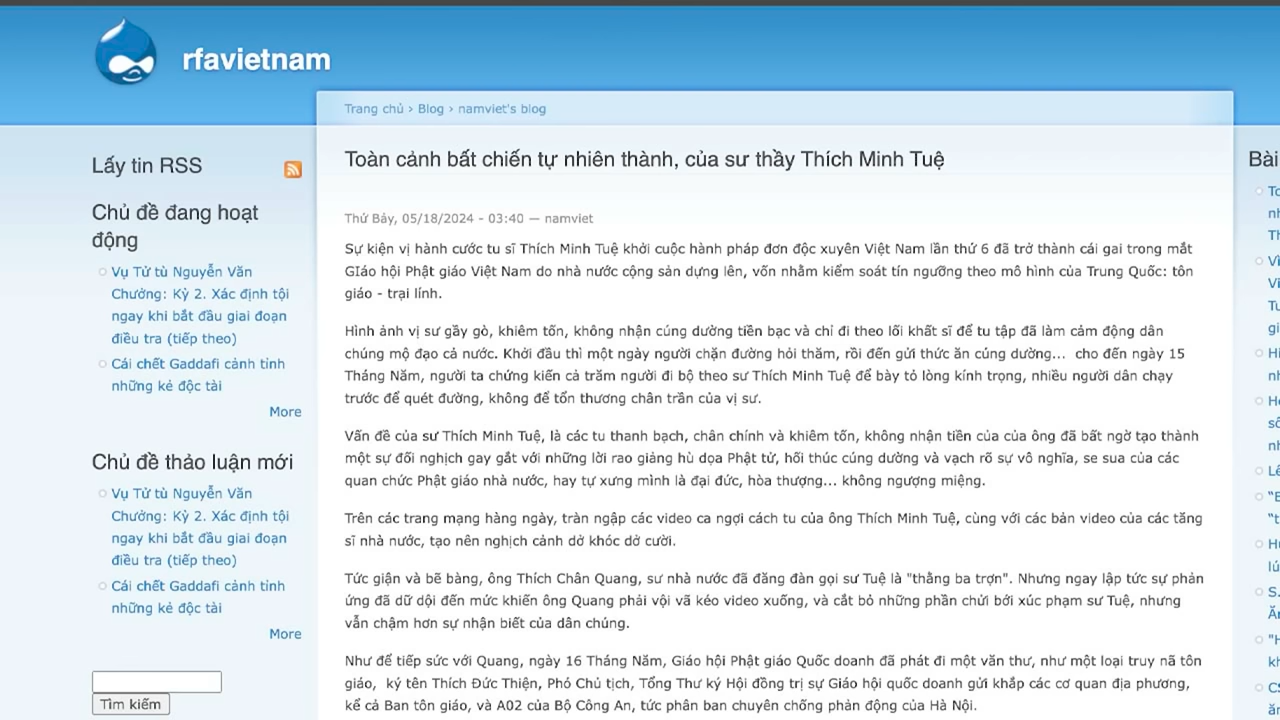 rfavietnam
Trang chủ › Blog › namviet's blog
Lấy tin RSS
Chủ đề đang hoạt
động
Vụ Tử tù Nguyễn Văn
Chưởng: Kỳ 2. Xác định tội
ngay khi bắt đầu giai đoạn
điều tra (tiếp theo)
Cái chết Gaddafi cảnh tỉnh
những kẻ độc tài
More
Chủ đề thảo luận mới
Vụ Tử tù Nguyễn Văn
Chưởng: Kỳ 2. Xác định tội
ngay khi bắt đầu giai đoạn
điều tra (tiếp theo)
Cái chết Gaddafi cảnh tỉnh
những kẻ độc tài
More
Tìm kiếm
Toàn cảnh bất chiến tự nhiên thành, của sư thầy Thích Minh Tuệ
Thứ Bảy, 05/18/2024 - 03:40 — namviet
Sự kiện vị hành cước tu sĩ Thích Minh Tuệ khởi cuộc hành pháp đơn độc xuyên Việt Nam lần thứ 6 đã trở thành cái gai trong mắt
GIáo hội Phật giáo Việt Nam do nhà nước cộng sản dựng lên, vốn nhằm kiểm soát tín ngưỡng theo mô hình của Trung Quốc: tôn
giáo - trại lính.
Hình ảnh vị sư gầy gò, khiêm tốn, không nhận cúng dường tiền bạc và chỉ đi theo lối khất sĩ để tu tập đã làm cảm động dân
chúng mộ đạo cả nước. Khởi đầu thì một ngày người chặn đường hỏi thăm, rồi đến gửi thức ăn cúng dường... cho đến ngày 15
Tháng Năm, người ta chứng kiến cả trăm người đi bộ theo sư Thích Minh Tuệ để bày tỏ lòng kính trọng, nhiều người dân chạy
trước để quét đường, không để tổn thương chân trần của vị sư.
Vấn đề của sư Thích Minh Tuệ, là các tu thanh bạch, chân chính và khiêm tốn, không nhận tiền của của ông đã bất ngờ tạo thành
một sự đối nghịch gay gắt với những lời rao giảng hù dọa Phật tử, hối thúc cúng dường và vạch rõ sự vô nghĩa, se sua của các
quan chức Phật giáo nhà nước, hay tự xưng mình là đại đức, hòa thượng... không ngượng miệng.
Trên các trang mạng hàng ngày, tràn ngập các video ca ngợi cách tu của ông Thích Minh Tuệ, cùng với các bản video của các tăng
sĩ nhà nước, tạo nên nghịch cảnh dở khóc dở cười.
Tức giận và bẽ bàng, ông Thích Chân Quang, sư nhà nước đã đăng đàn gọi sư Tuệ là "thằng ba trợn". Nhưng ngay lập tức sự phản
ứng đã dữ dội đến mức khiến ông Quang phải vội vã kéo video xuống, và cắt bỏ những phần chửi bới xúc phạm sư Tuệ, nhưng
vẫn chậm hơn sự nhận biết của dân chúng.
Như để tiếp sức với Quang, ngày 16 Tháng Năm, Giáo hội Phật giáo Quốc doanh đã phát đi một văn thư, như một loại truy nã tôn
giáo, ký tên Thích Đức Thiện, Phó Chủ tịch, Tổng Thư ký Hội đồng trị sự Giáo hội quốc doanh gửi khắp các cơ quan địa phương,
kể cả Ban tôn giáo, và A02 của Bộ Công An, tức phân ban chuyên chống phản động của Hà Nội.
Bài